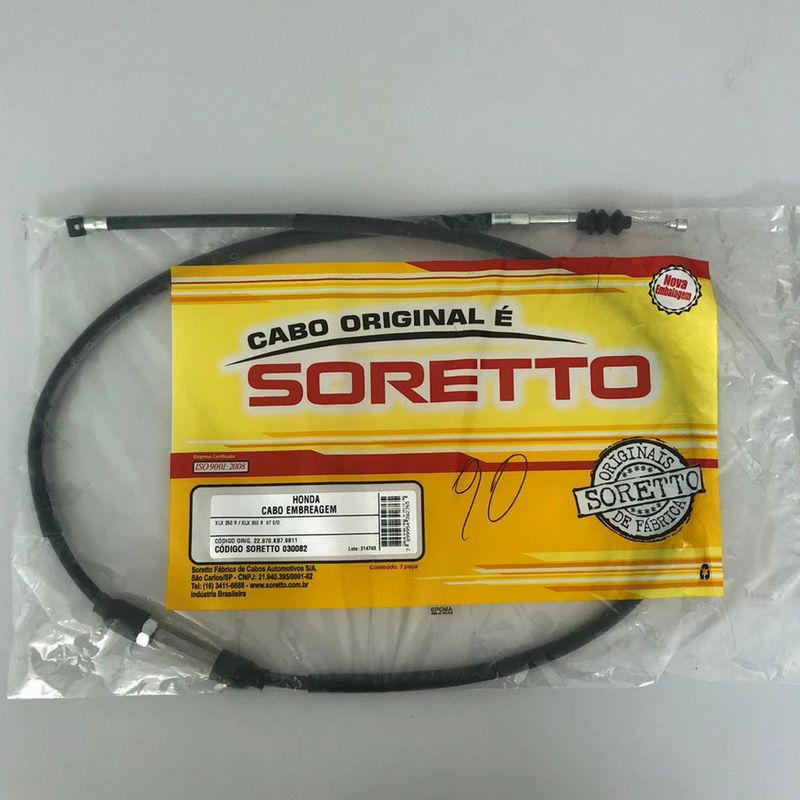 Nova
Embalagem
CABO ORIGINAL É
SORETTO
Empresa Certificada
ISO 9001:2008
HONDA
CABO EMBREAGEM
XLX 250 R / XLX 350 R 87 E/D
CÓDIGO ORIG. 22.870.KB7.9811
CÓDIGO SORETTO 030082
Lote: 214783
90
ORIGINAIS
SORETTO
DE FÁBRICA
Soretto Fábrica de Cabos Automotivos S/A.
São Carlos/SP - CNPJ: 21.940.395/0001-82
Tel: (16) 3411-6688 - www.soretto.com.br
Indústria Brasileira
Conteúdo: 1 peça